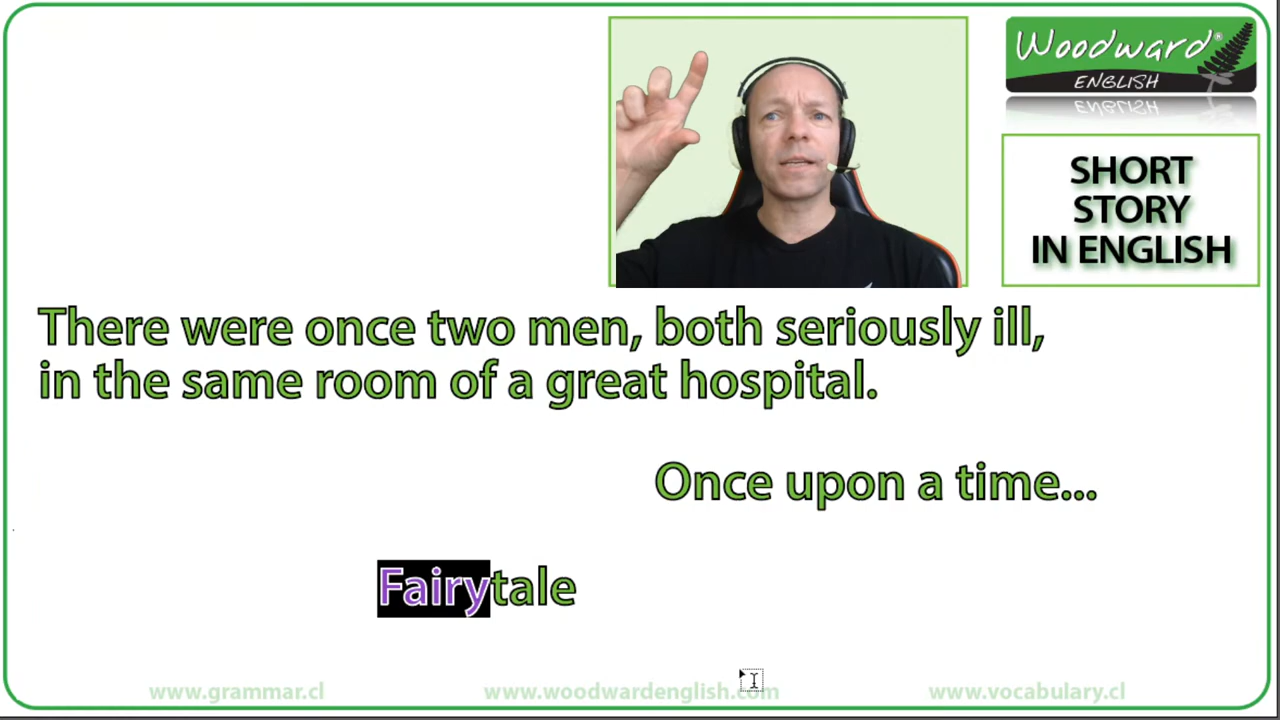 Woodward®
ENGLISH
SHORT
STORY
IN ENGLISH
There were once two men, both seriously ill,
in the same room of a great hospital.
Once upon a time...
Fairytale
www.grammar.cl
www.woodwardenglish.com
www.vocabulary.cl